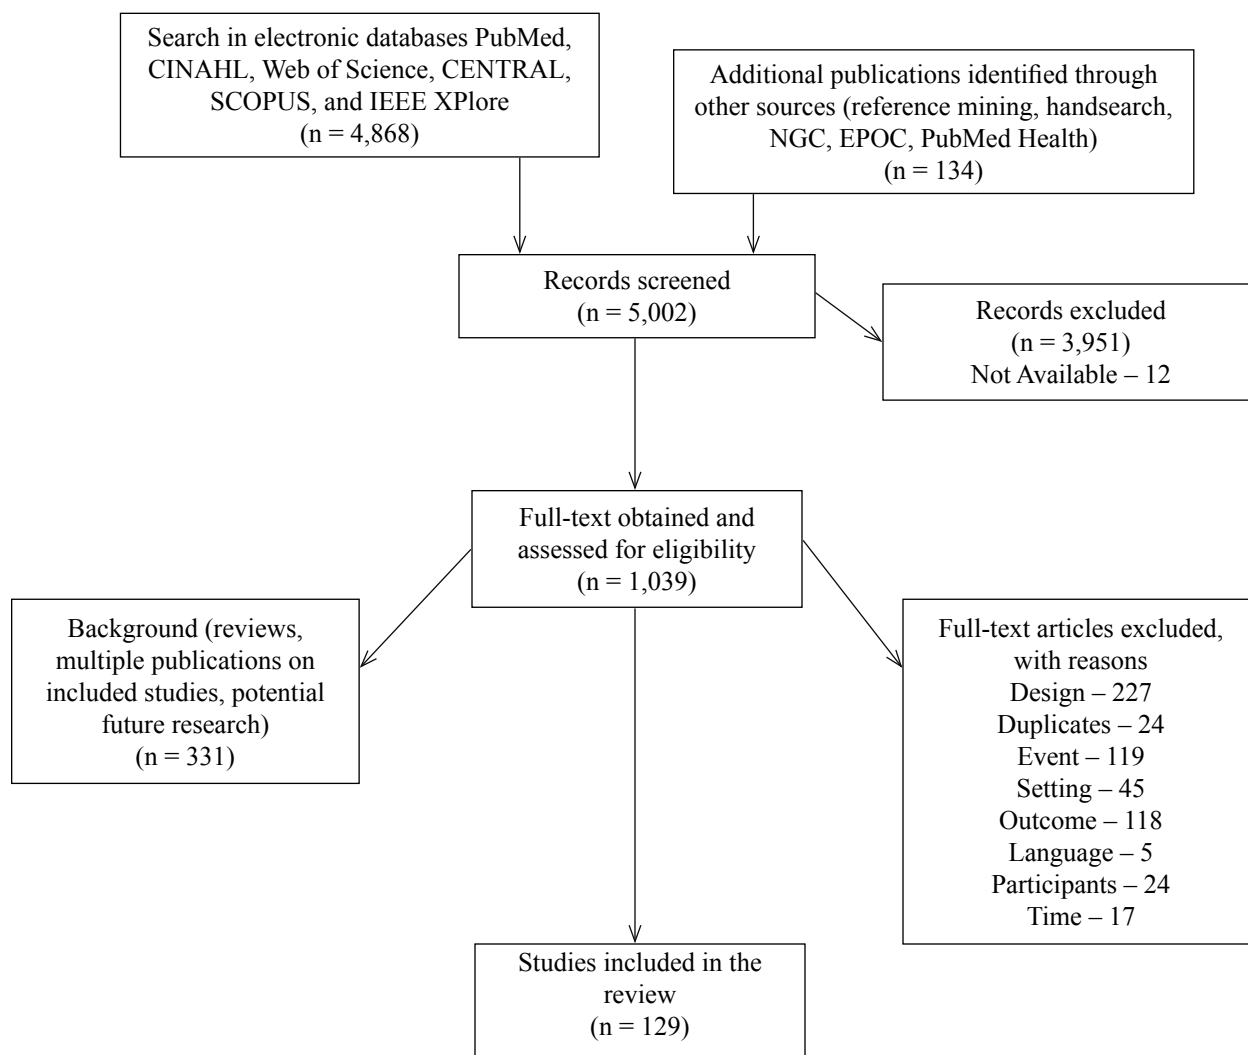 Search in electronic databases PubMed,
CINAHL, Web of Science, CENTRAL,
SCOPUS, and IEEE XPlore
(n = 4,868)
Additional publications identified through
other sources (reference mining, handsearch,
NGC, EPOC, PubMed Health)
(n = 134)
Records screened
(n = 5,002)
Records excluded
(n = 3,951)
Not Available – 12
Full-text obtained and
assessed for eligibility
(n = 1,039)
Background (reviews,
multiple publications on
included studies, potential
future research)
(n = 331)
Full-text articles excluded,
with reasons
Design – 227
Duplicates – 24
Event – 119
Setting – 45
Outcome – 118
Language – 5
Participants – 24
Time – 17
Studies included in the
review
(n = 129)